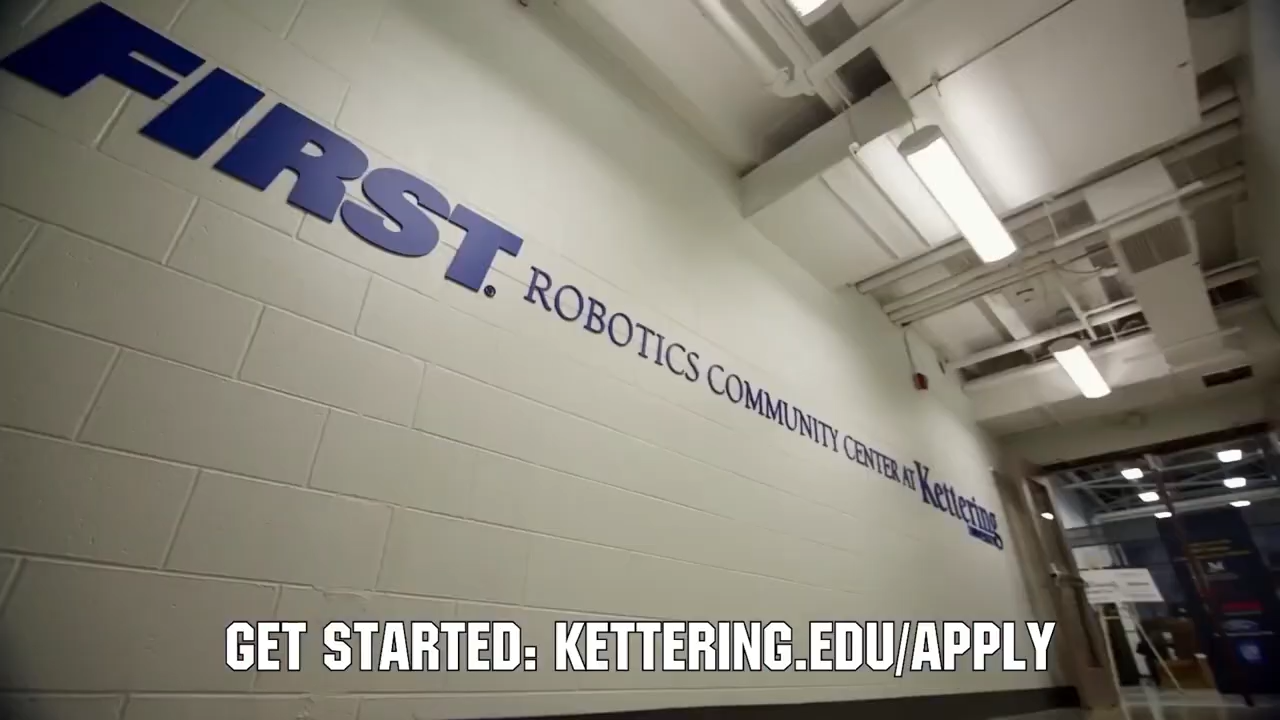 FIRST® ROBOTICS COMMUNITY CENTER AT Kettering
GET STARTED: KETTERING.EDU/APPLY